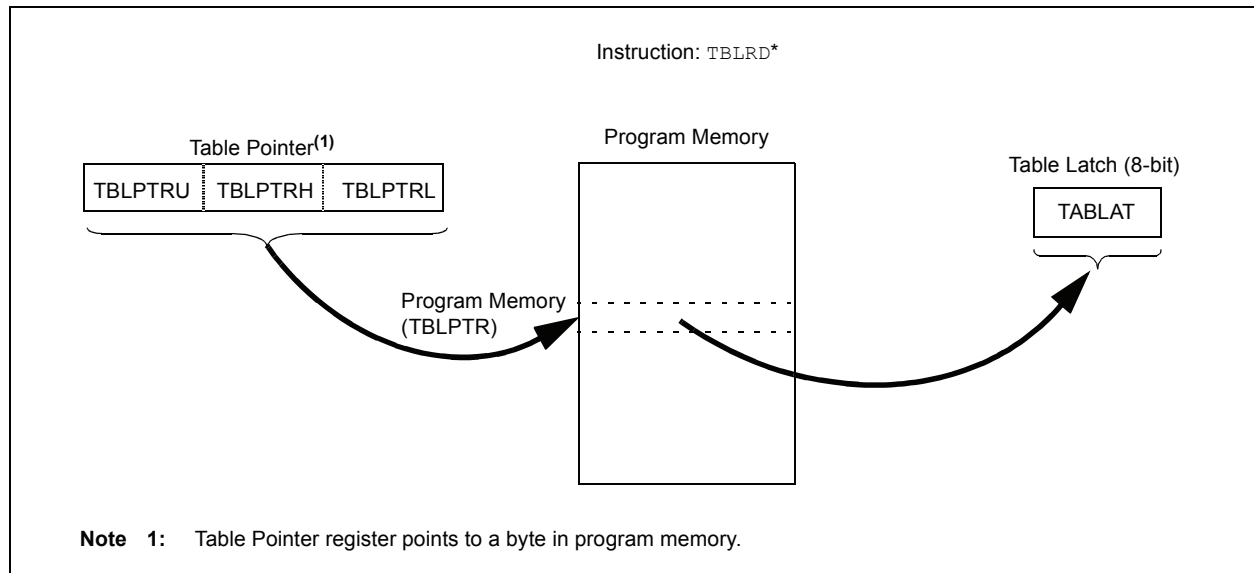 Instruction: TBLRD*
Table Pointer(1)
TBLPTRU TBLPTRH TBLPTRL
Program Memory
Table Latch (8-bit)
TABLAT
Program Memory
(TBLPTR)
Note 1: Table Pointer register points to a byte in program memory.